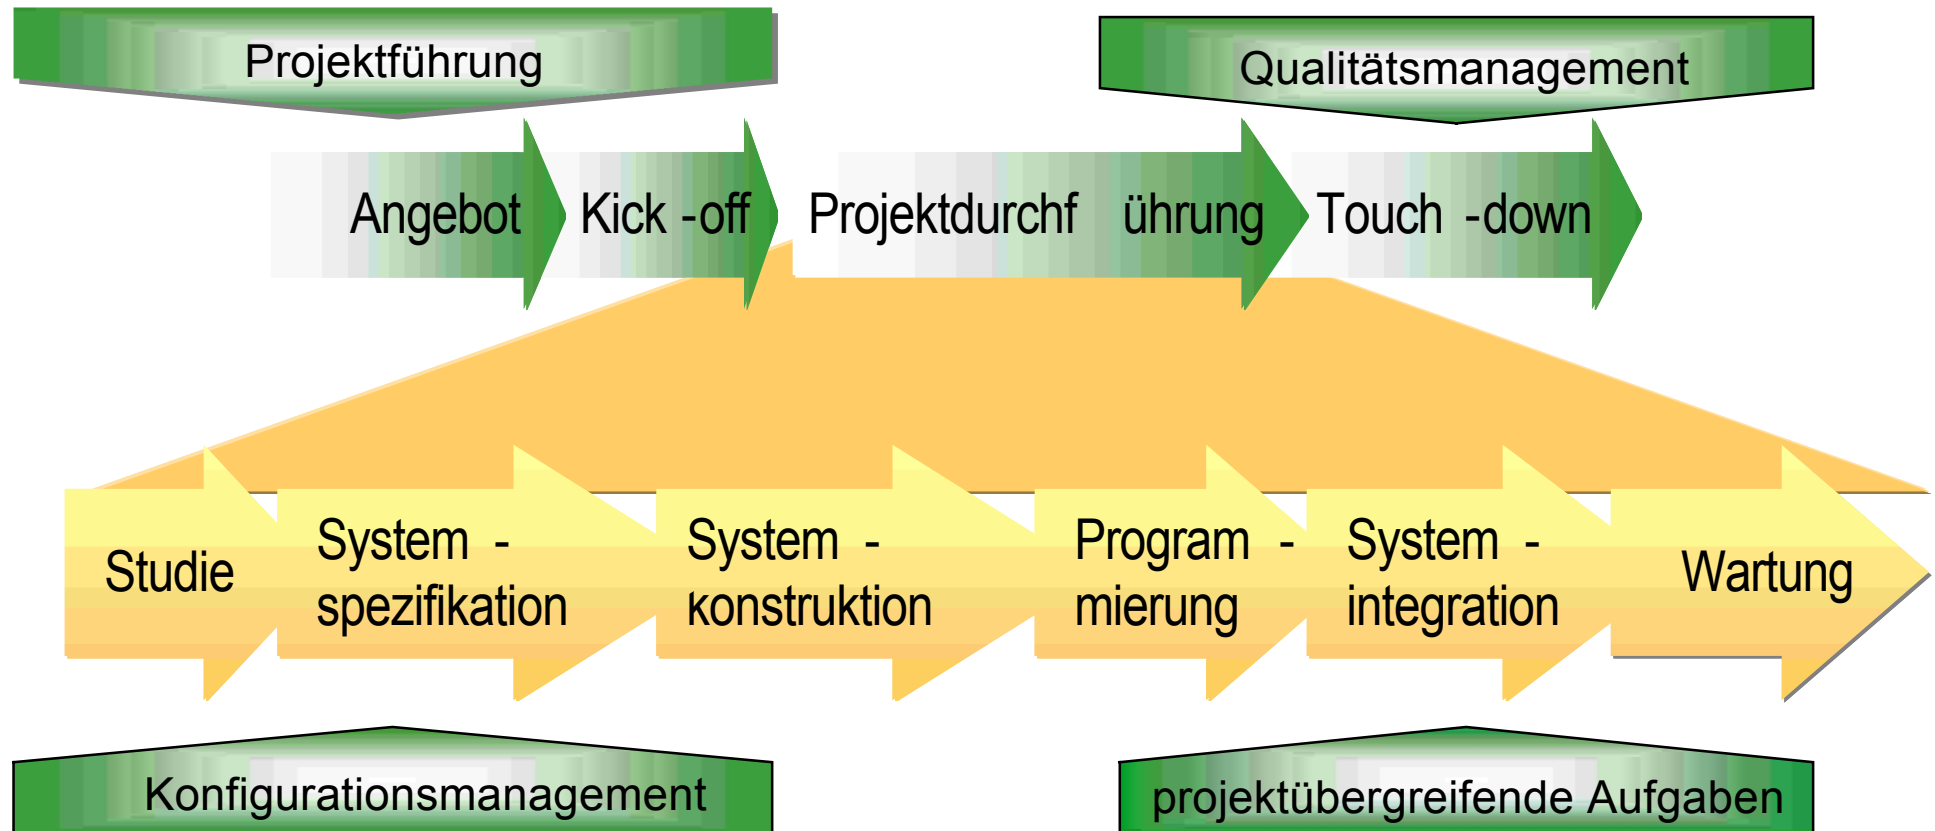 Projektführung
Qualitätsmanagement
Angebot
Kick -off
Projektdurchf ührung
Touch -down
Studie
System -
spezifikation
System -
konstruktion
Program -
mierung
System -
integration
Wartung
Konfigurationsmanagement
projektübergreifende Aufgaben